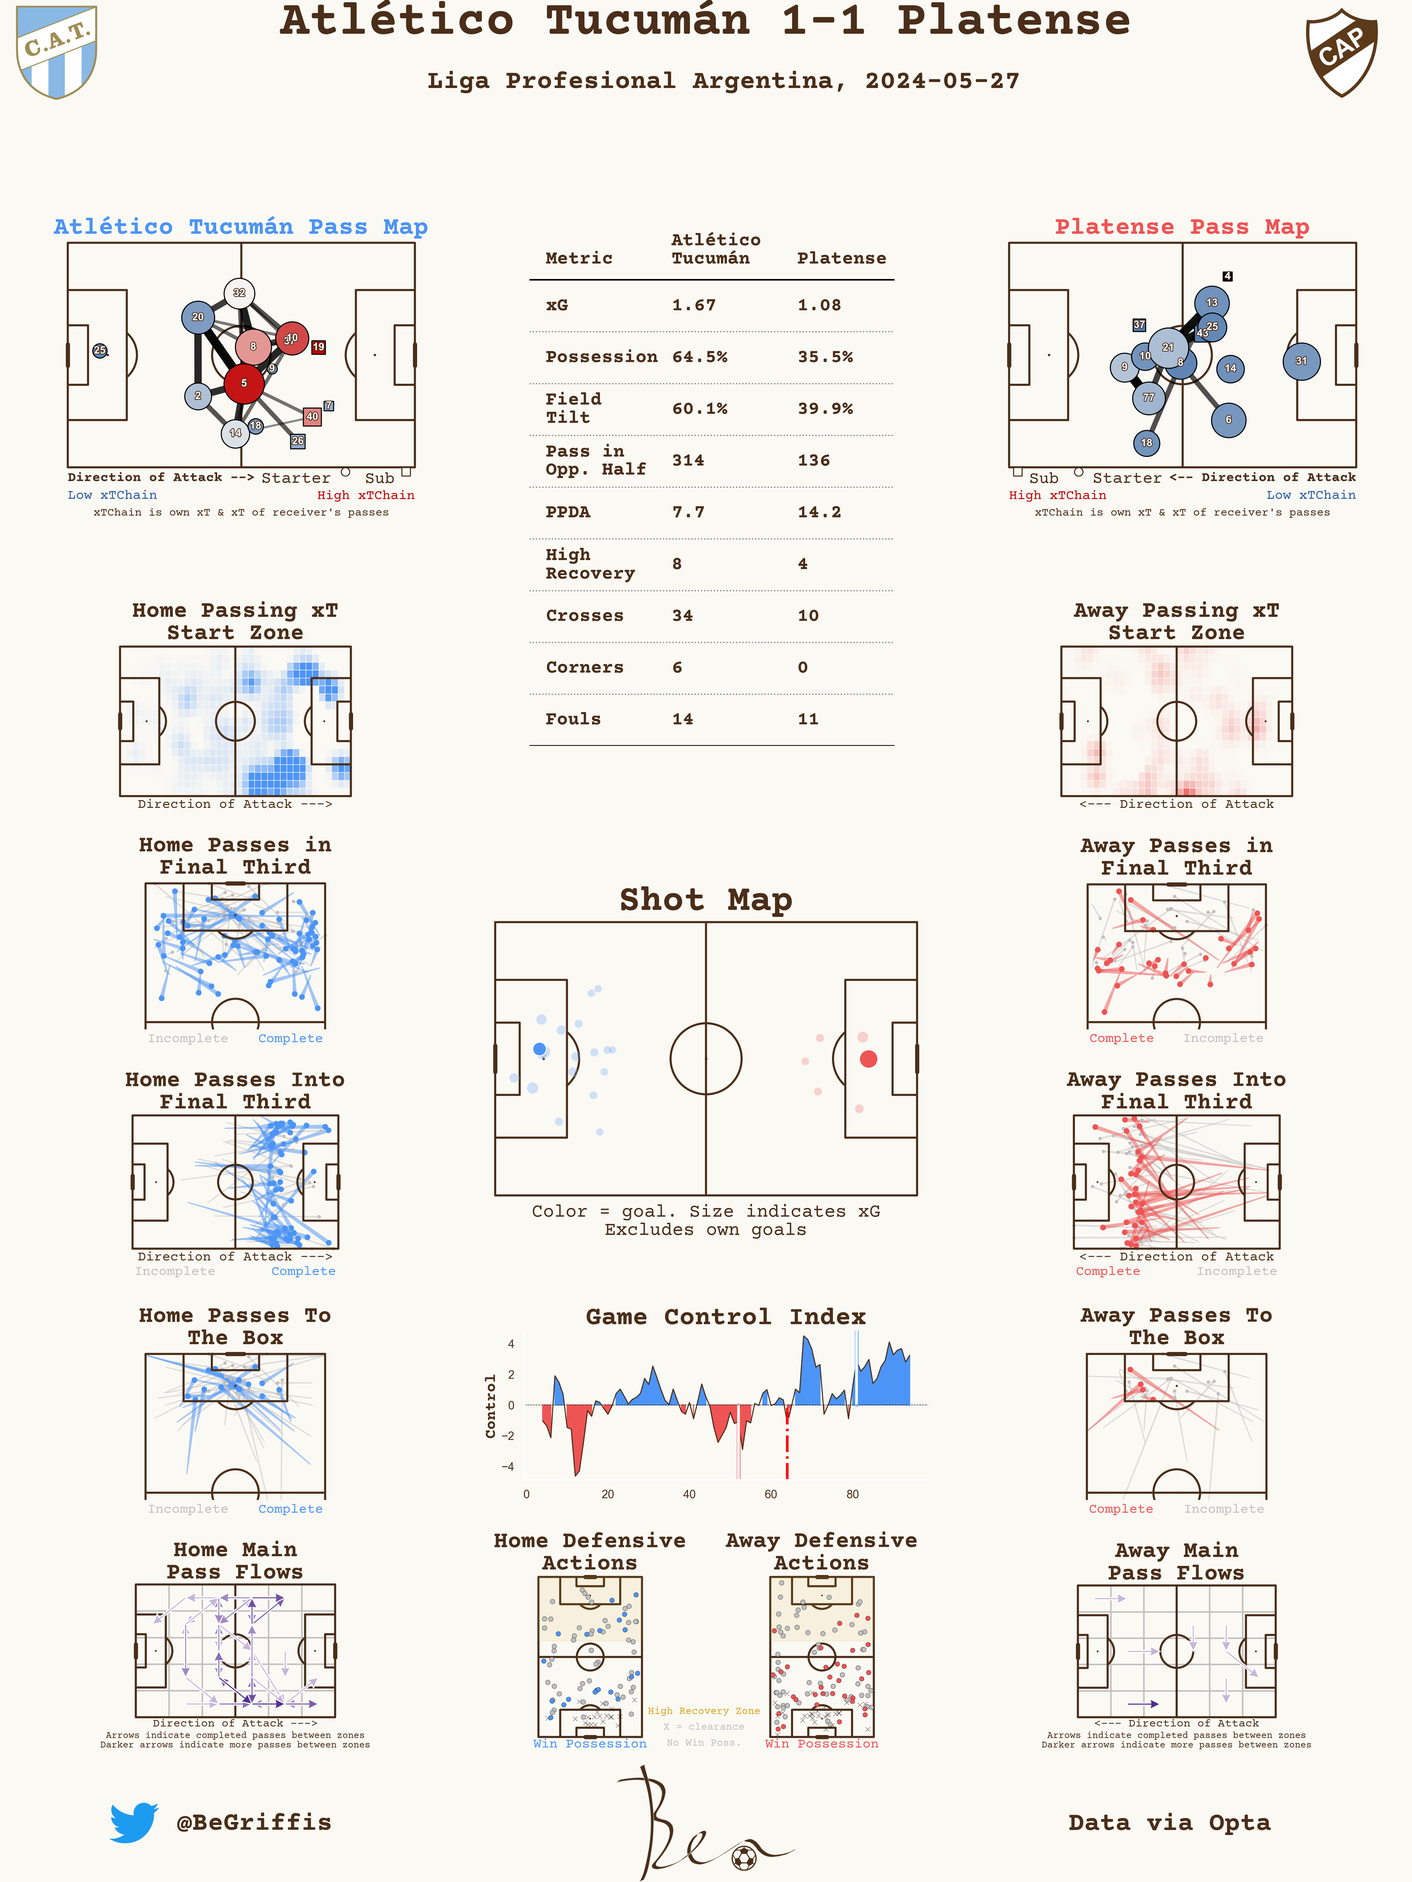 Atlético Tucumán 1-1 Platense
Liga Profesional Argentina, 2024-05-27
C.A.T.
CAP
Atlético Tucumán Pass Map
32
20
8
10
37
19
25
9
5
2
7
40
14
18
26
Direction of Attack --> Starter Sub
Low xTChain High xTChain
xTChain is own xT & xT of receiver's passes
Metric Atlético Tucumán Platense
xG 1.67 1.08
Possession 64.5% 35.5%
Field Tilt 60.1% 39.9%
Pass in Opp. Half 314 136
PPDA 7.7 14.2
High Recovery 8 4
Crosses 34 10
Corners 6 0
Fouls 14 11
Platense Pass Map
4
13
37
25
43
21
10
8
9
14
31
77
6
18
Sub Starter <-- Direction of Attack
High xTChain Low xTChain
xTChain is own xT & xT of receiver's passes
Home Passing xT
Start Zone
Direction of Attack --->
Away Passing xT
Start Zone
<--- Direction of Attack
Home Passes in
Final Third
Incomplete Complete
Away Passes in
Final Third
Complete Incomplete
Shot Map
Color = goal. Size indicates xG
Excludes own goals
Home Passes Into
Final Third
Direction of Attack --->
Incomplete Complete
Away Passes Into
Final Third
<--- Direction of Attack
Complete Incomplete
Home Passes To
The Box
Incomplete Complete
Game Control Index
Control
4
2
0
−2
−4
0 20 40 60 80
Away Passes To
The Box
Complete Incomplete
Home Main
Pass Flows
Direction of Attack --->
Arrows indicate completed passes between zones
Darker arrows indicate more passes between zones
Home Defensive
Actions
Win Possession
Away Defensive
Actions
Win Possession
High Recovery Zone
X = clearance
No Win Poss.
Away Main
Pass Flows
<--- Direction of Attack
Arrows indicate completed passes between zones
Darker arrows indicate more passes between zones
@BeGriffis
Ben
Data via Opta